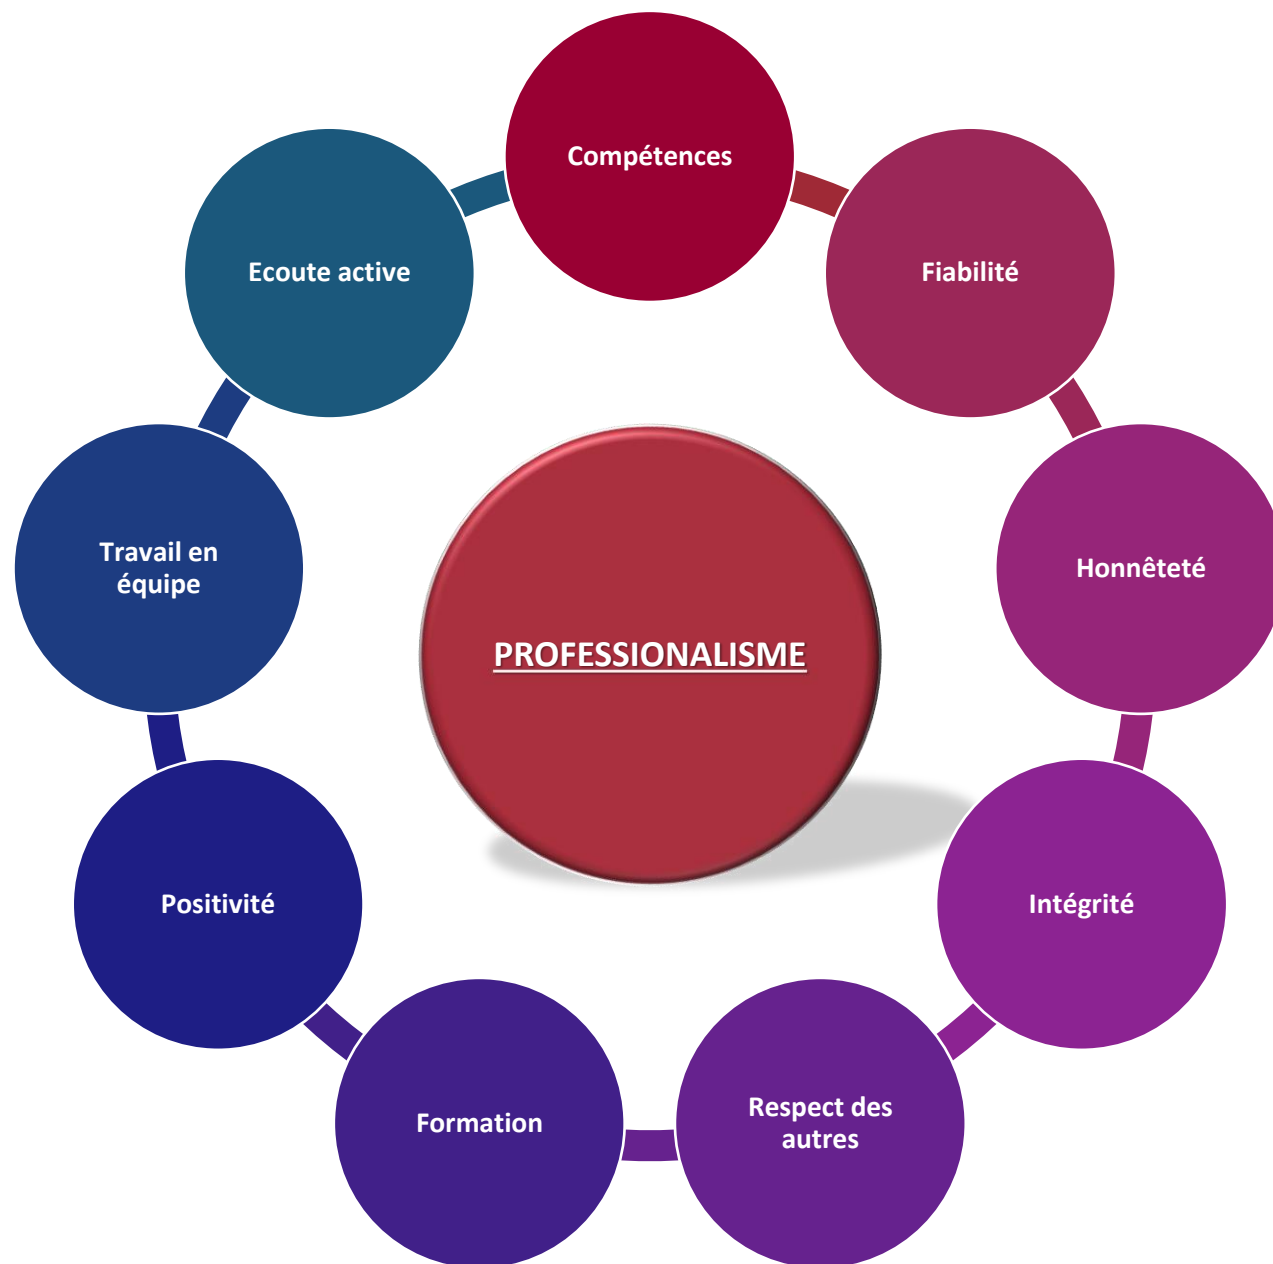 Compétences
Fiabilité
Honnêteté
Intégrité
Respect des
autres
Formation
Positivité
Travail en
équipe
Ecoute active
PROFESSIONALISME